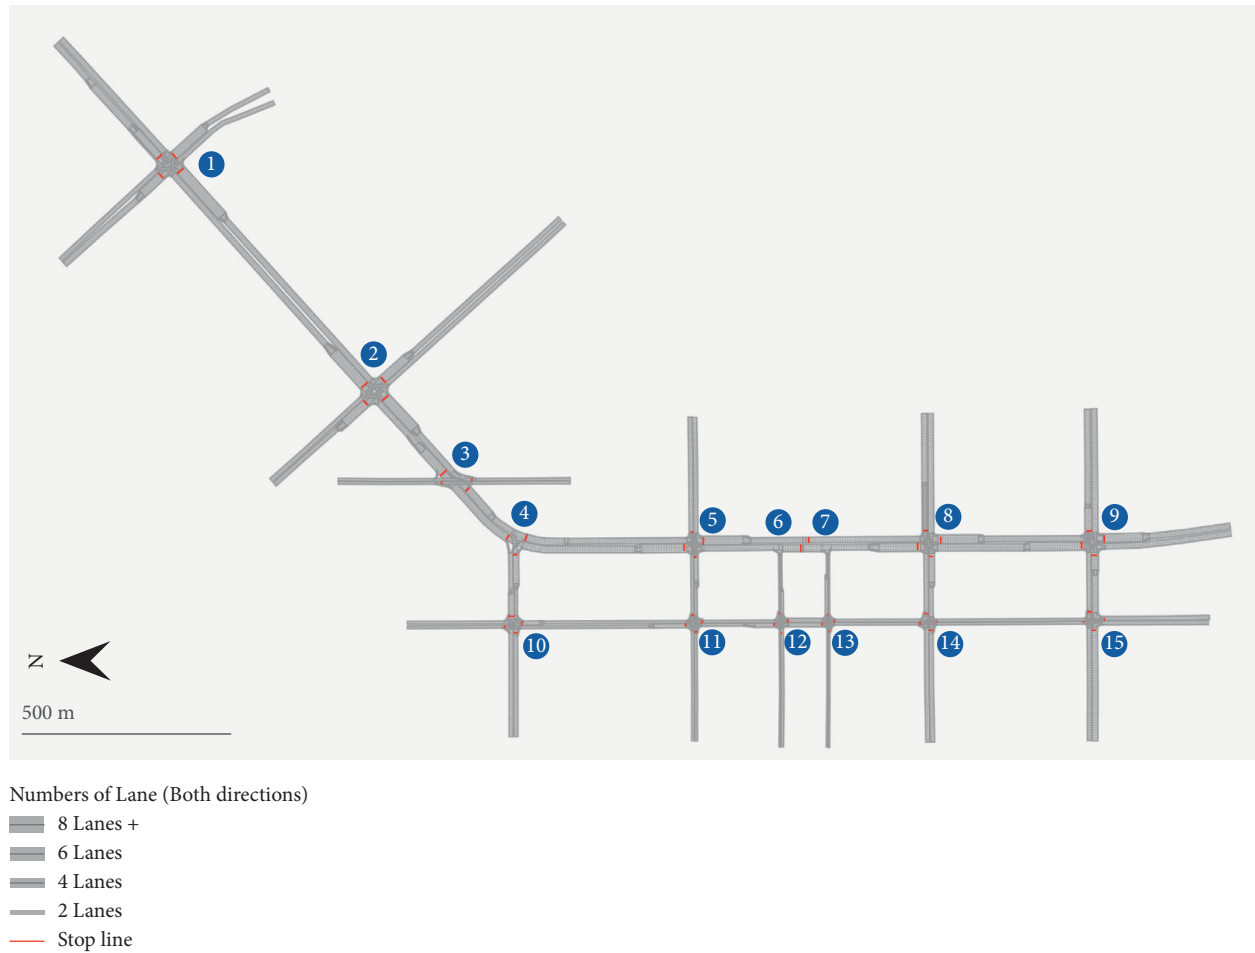 1
2
3
4
5
6
7
8
9
10
11
12
13
14
15
N
500 m
Numbers of Lane (Both directions)
8 Lanes +
6 Lanes
4 Lanes
2 Lanes
Stop line